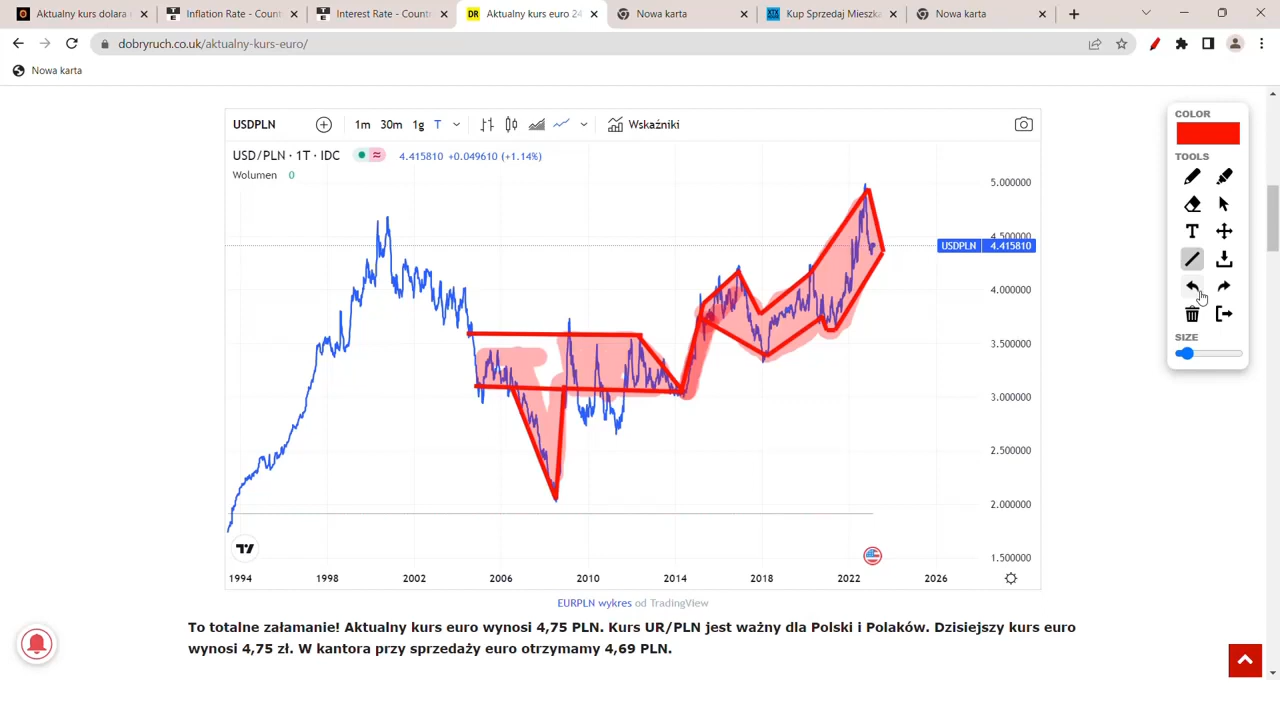 Aktualny kurs dolara
Inflation Rate - Count
Interest Rate - Count
DR Aktualny kurs euro 24
Nowa karta
XTX Kup Sprzedaj Mieszka
Nowa karta
dobryruch.co.uk/aktualny-kurs-euro/
Nowa karta
USDPLN 1m 30m 1g T Wskaźniki
USD/PLN · 1T · IDC 4.415810 +0.049610 (+1.14%)
Wolumen 0
5.000000
4.500000
USDPLN 4.415810
4.000000
3.500000
3.000000
2.500000
2.000000
1.500000
1994 1998 2002 2006 2010 2014 2018 2022 2026
EURPLN wykres od TradingView
To totalne załamanie! Aktualny kurs euro wynosi 4,75 PLN. Kurs UR/PLN jest ważny dla Polski i Polaków. Dzisiejszy kurs euro
wynosi 4,75 zł. W kantora przy sprzedaży euro otrzymamy 4,69 PLN.
COLOR
TOOLS
T
SIZE